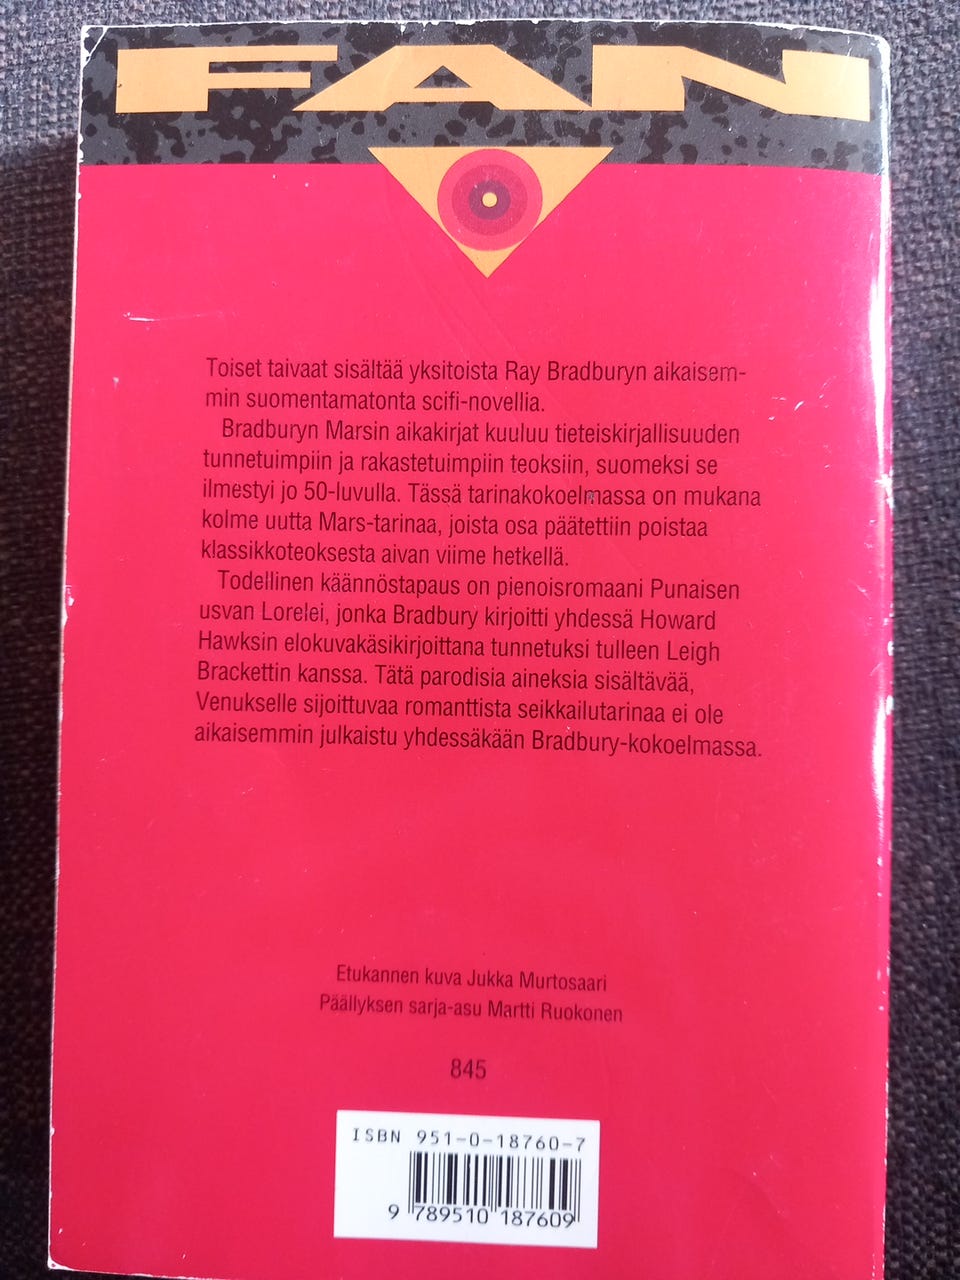 FAN
Toiset taivaat sisältää yksitoista Ray Bradburyn aikaisem-
min suomentamatonta scifi-novellia.
Bradburyn Marsin aikakirjat kuuluu tieteiskirjallisuuden
tunnetuimpiin ja rakastetuimpiin teoksiin, suomeksi se
ilmestyi jo 50-luvulla. Tässä tarinakokoelmassa on mukana
kolme uutta Mars-tarinaa, joista osa päätettiin poistaa
klassikkoteoksesta aivan viime hetkellä.
Todellinen käännöstapaus on pienoisromaani Punaisen
usvan Lorelei, jonka Bradbury kirjoitti yhdessä Howard
Hawksin elokuvakäsikirjoittana tunnetuksi tulleen Leigh
Brackettin kanssa. Tätä parodisia aineksia sisältävää,
Venukselle sijoittuvaa romanttista seikkailutarinaa ei ole
aikaisemmin julkaistu yhdessäkään Bradbury-kokoelmassa.
Etukannen kuva Jukka Murtosaari
Päällyksen sarja-asu Martti Ruokonen
845
ISBN 951-0-18760-7
9 789510 187609